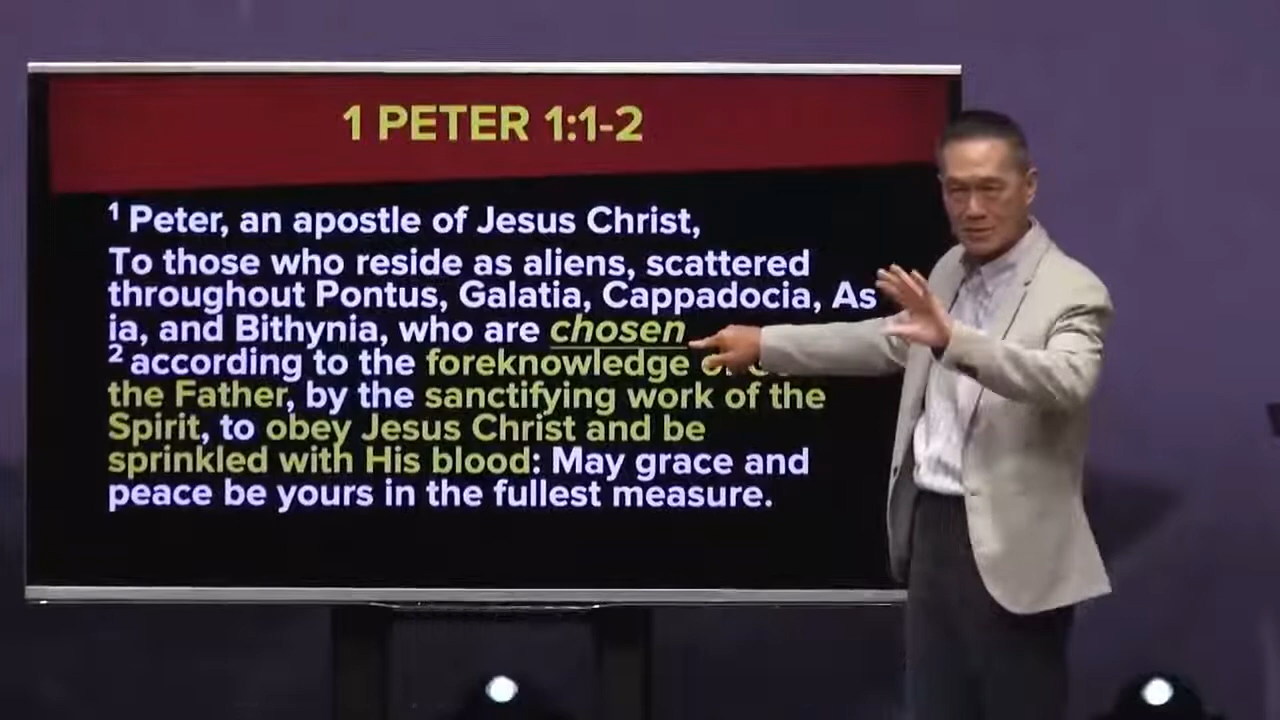 1 PETER 1:1-2
1 Peter, an apostle of Jesus Christ,
To those who reside as aliens, scattered
throughout Pontus, Galatia, Cappadocia, As
ia, and Bithynia, who are chosen
2 according to the foreknowledge
the Father, by the sanctifying work of the
Spirit, to obey Jesus Christ and be
sprinkled with His blood: May grace and
peace be yours in the fullest measure.